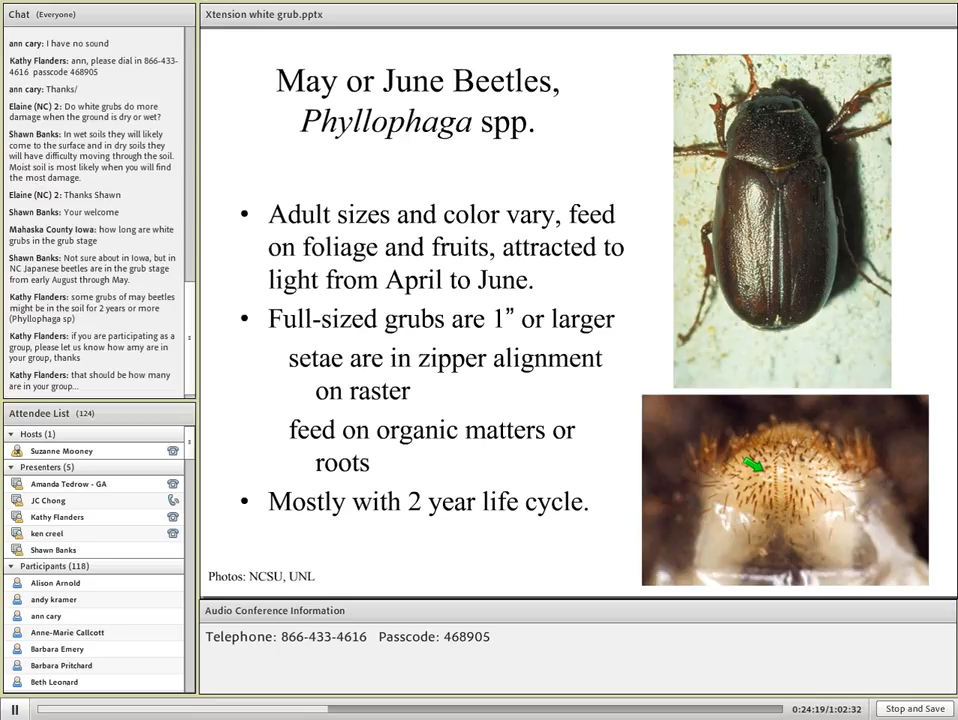 Chat (Everyone)
ann cary: I have no sound
Kathy Flanders: ann, please dial in 866-433-
4616 passcode 468905
ann cary: Thanks/
Elaine (NC) 2: Do white grubs do more
damage when the ground is dry or wet?
Shawn Banks: In wet soils they will likely
come to the surface and in dry soils they
will have difficulty moving through the soil.
Moist soil is most likely when you will find
the most damage.
Elaine (NC) 2: Thanks Shawn
Shawn Banks: Your welcome
Mahaska County Iowa: how long are white
grubs in the grub stage
Shawn Banks: Not sure about in Iowa, but in
NC Japanese beetles are in the grub stage
from early August through May.
Kathy Flanders: some grubs of may beetles
might be in the soil for 2 years or more
(Phyllophaga sp)
Kathy Flanders: if you are participating as a
group, please let us know how amy are in
your group, thanks
Kathy Flanders: that should be how many
are in your group...
Attendee List (124)
Hosts (1)
Suzanne Mooney
Presenters (5)
Amanda Tedrow - GA
JC Chong
Kathy Flanders
ken creel
Shawn Banks
Participants (118)
Alison Arnold
andy kramer
ann cary
Anne-Marie Callcott
Barbara Emery
Barbara Pritchard
Beth Leonard
Xtension white grub.pptx
May or June Beetles,
Phyllophaga spp.
• Adult sizes and color vary, feed
on foliage and fruits, attracted to
light from April to June.
• Full-sized grubs are 1” or larger
setae are in zipper alignment
on raster
feed on organic matters or
roots
• Mostly with 2 year life cycle.
Photos: NCSU, UNL
Audio Conference Information
Telephone: 866-433-4616 Passcode: 468905
0:24:19/1:02:32
Stop and Save